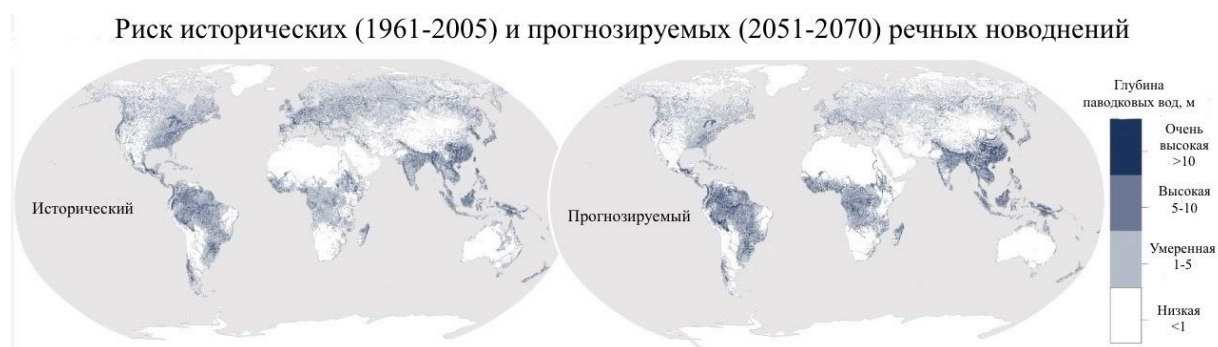 Риск исторических (1961-2005) и прогнозируемых (2051-2070) речных новоднений
Исторический
Прогнозируемый
Глубина
паводковых вод, м
Очень
высокая
>10
Высокая
5-10
Умеренная
1-5
Низкая
<1